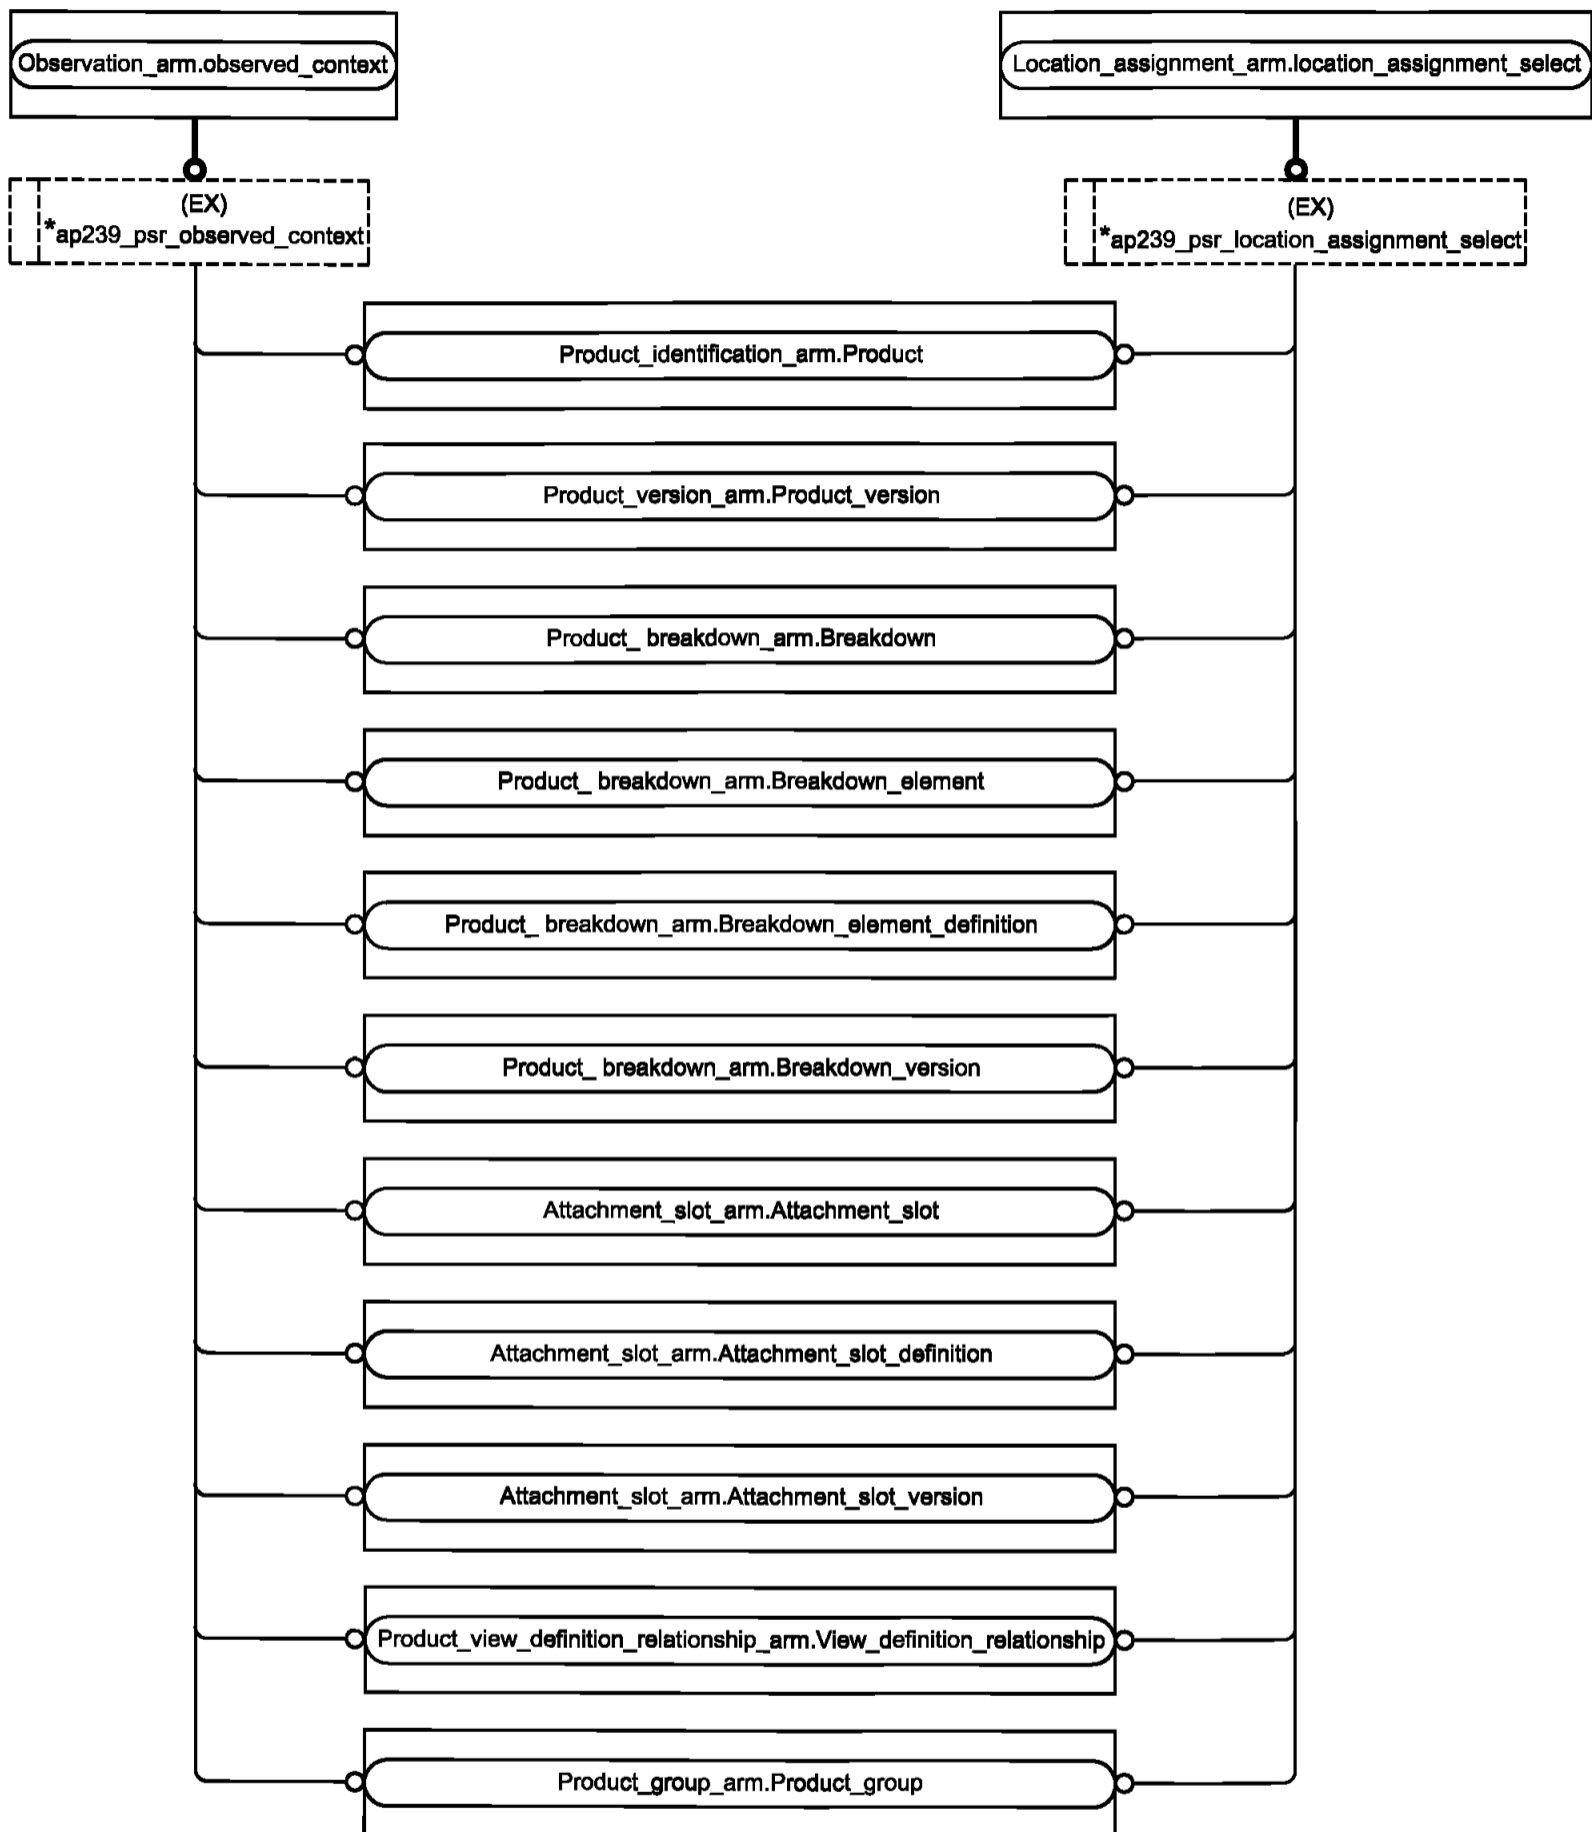 Observation_arm.observed_context
Location_assignment_arm.location_assignment_select
(EX)
*ap239_psr_observed_context
(EX)
*ap239_psr_location_assignment_select
Product_identification_arm.Product
Product_version_arm.Product_version
Product_ breakdown_arm.Breakdown
Product_ breakdown_arm.Breakdown_element
Product_ breakdown_arm.Breakdown_element_definition
Product_ breakdown_arm.Breakdown_version
Attachment_slot_arm.Attachment_slot
Attachment_slot_arm.Attachment_slot_definition
Attachment_slot_arm.Attachment_slot_version
Product_view_definition_relationship_arm.View_definition_relationship
Product_group_arm.Product_group